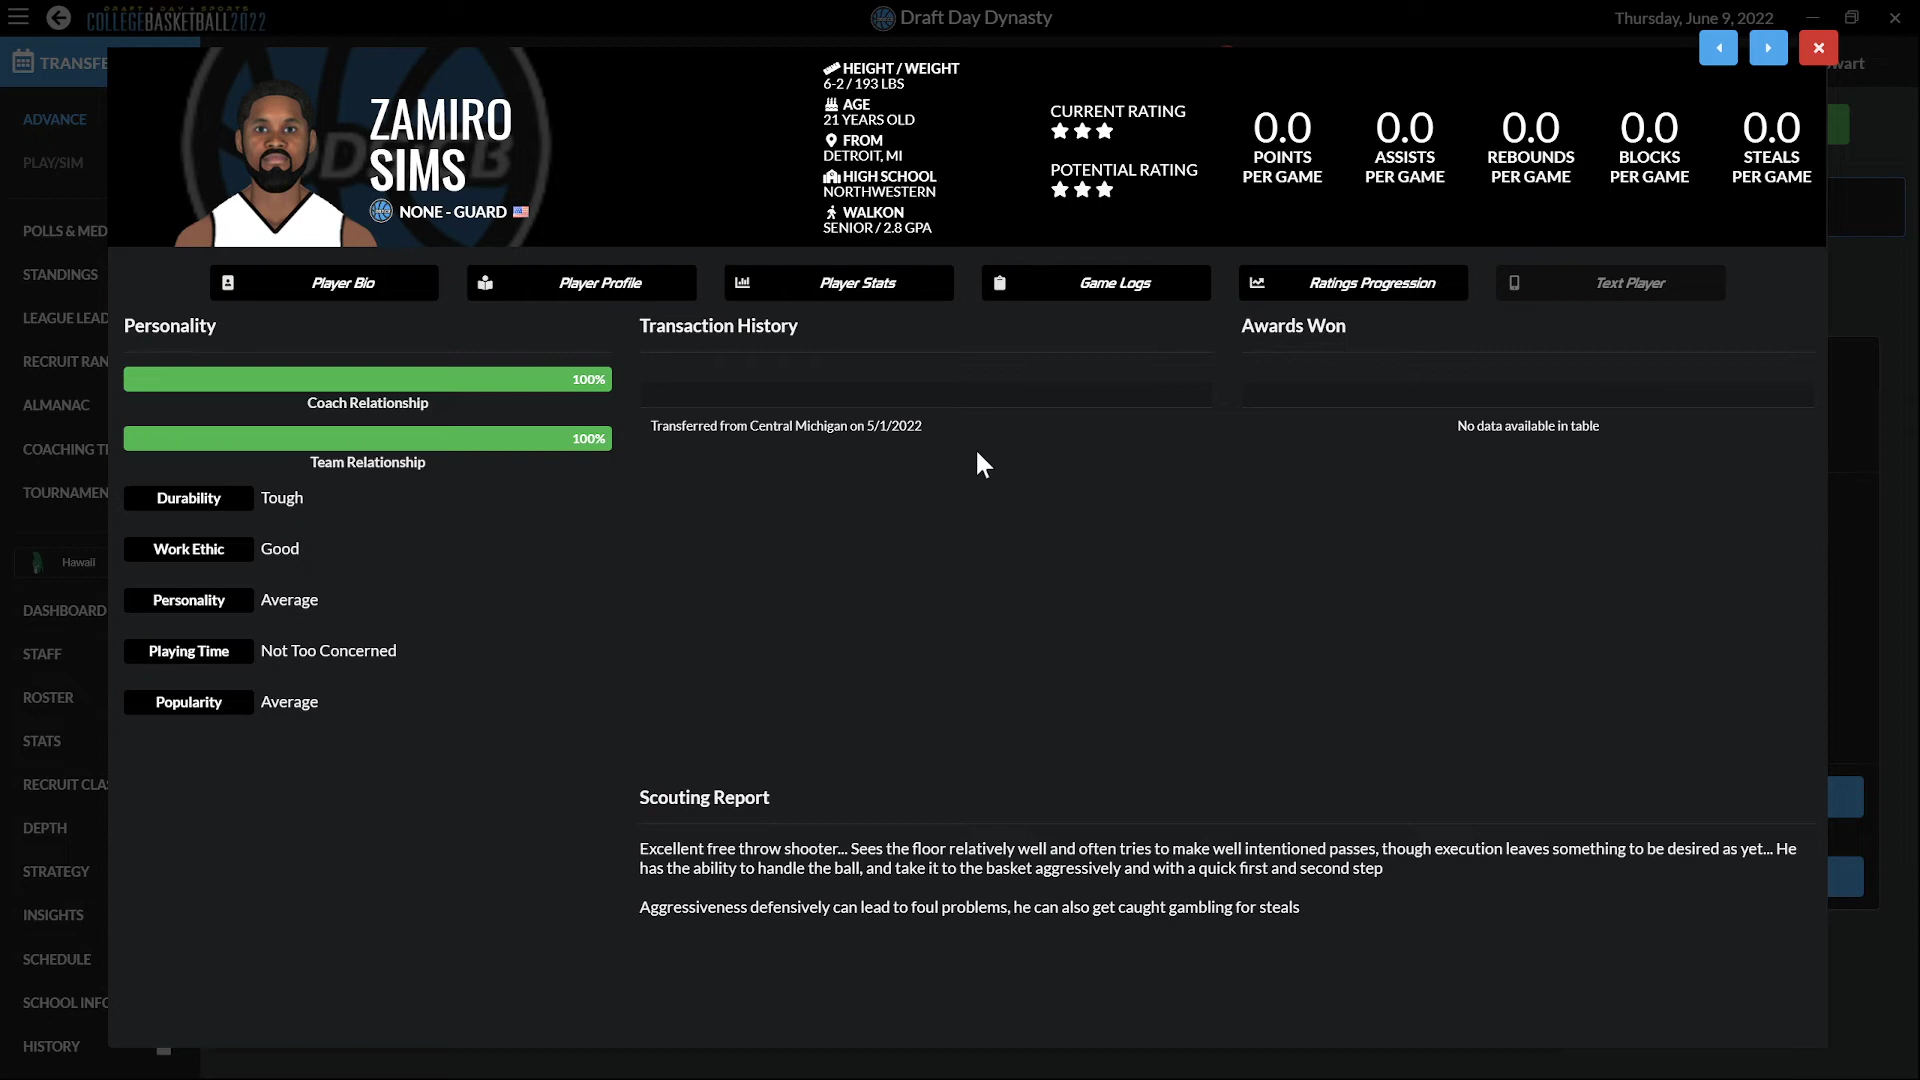 DRAFT · DAY · SPORTS
COLLEGE BASKETBALL 2022
Draft Day Dynasty
Thursday, June 9, 2022
TRANSFE
wart
ADVANCE
PLAY/SIM
POLLS & MED
STANDINGS
LEAGUE LEAD
RECRUIT RAN
ALMANAC
COACHING T
TOURNAMEN
Hawaii
DASHBOARD
STAFF
ROSTER
STATS
RECRUIT CLAS
DEPTH
STRATEGY
INSIGHTS
SCHEDULE
SCHOOL INFO
HISTORY
ZAMIRO
SIMS
NONE - GUARD
HEIGHT / WEIGHT
6-2 / 193 LBS
AGE
21 YEARS OLD
FROM
DETROIT, MI
HIGH SCHOOL
NORTHWESTERN
WALKON
SENIOR / 2.8 GPA
CURRENT RATING
POTENTIAL RATING
0.0
POINTS
PER GAME
0.0
ASSISTS
PER GAME
0.0
REBOUNDS
PER GAME
0.0
BLOCKS
PER GAME
0.0
STEALS
PER GAME
Player Bio
Player Profile
Player Stats
Game Logs
Ratings Progression
Text Player
Personality
100%
Coach Relationship
100%
Team Relationship
Durability Tough
Work Ethic Good
Personality Average
Playing Time Not Too Concerned
Popularity Average
Transaction History
Transferred from Central Michigan on 5/1/2022
Awards Won
No data available in table
Scouting Report
Excellent free throw shooter... Sees the floor relatively well and often tries to make well intentioned passes, though execution leaves something to be desired as yet... He
has the ability to handle the ball, and take it to the basket aggressively and with a quick first and second step
Aggressiveness defensively can lead to foul problems, he can also get caught gambling for steals